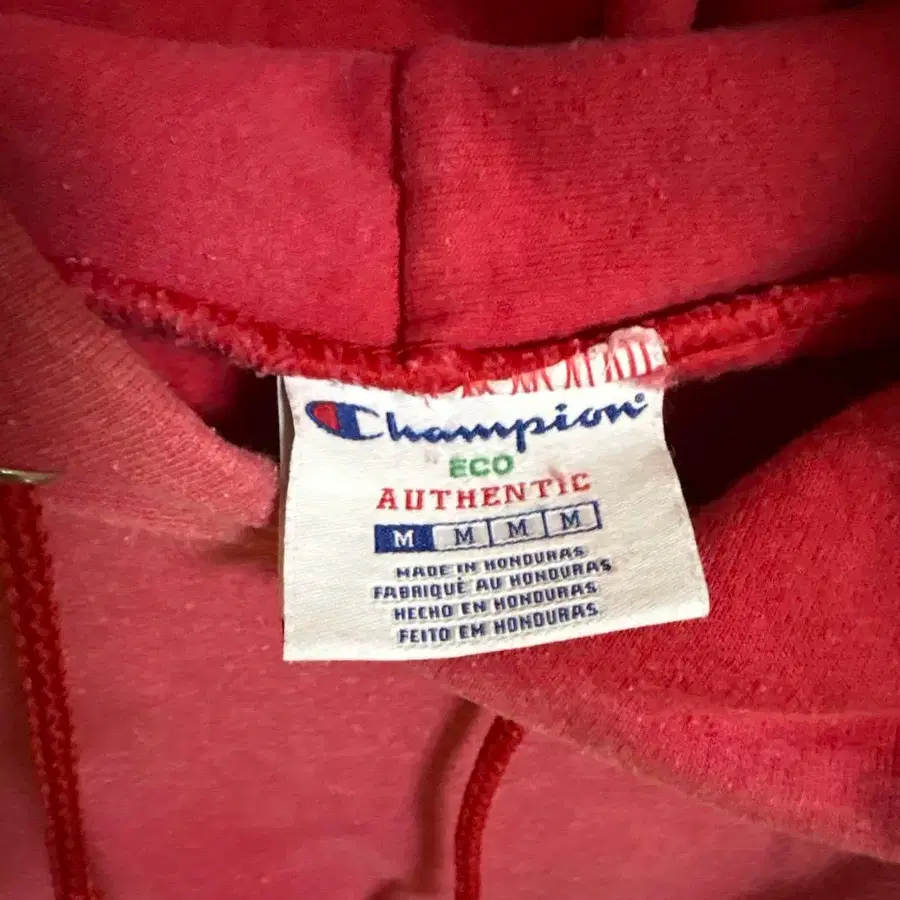 Champion
ECO
AUTHENTIC
M M M M
MADE IN HONDURAS
FABRIQUÉ AU HONDURAS
HECHO EN HONDURAS
FEITO EM HONDURAS